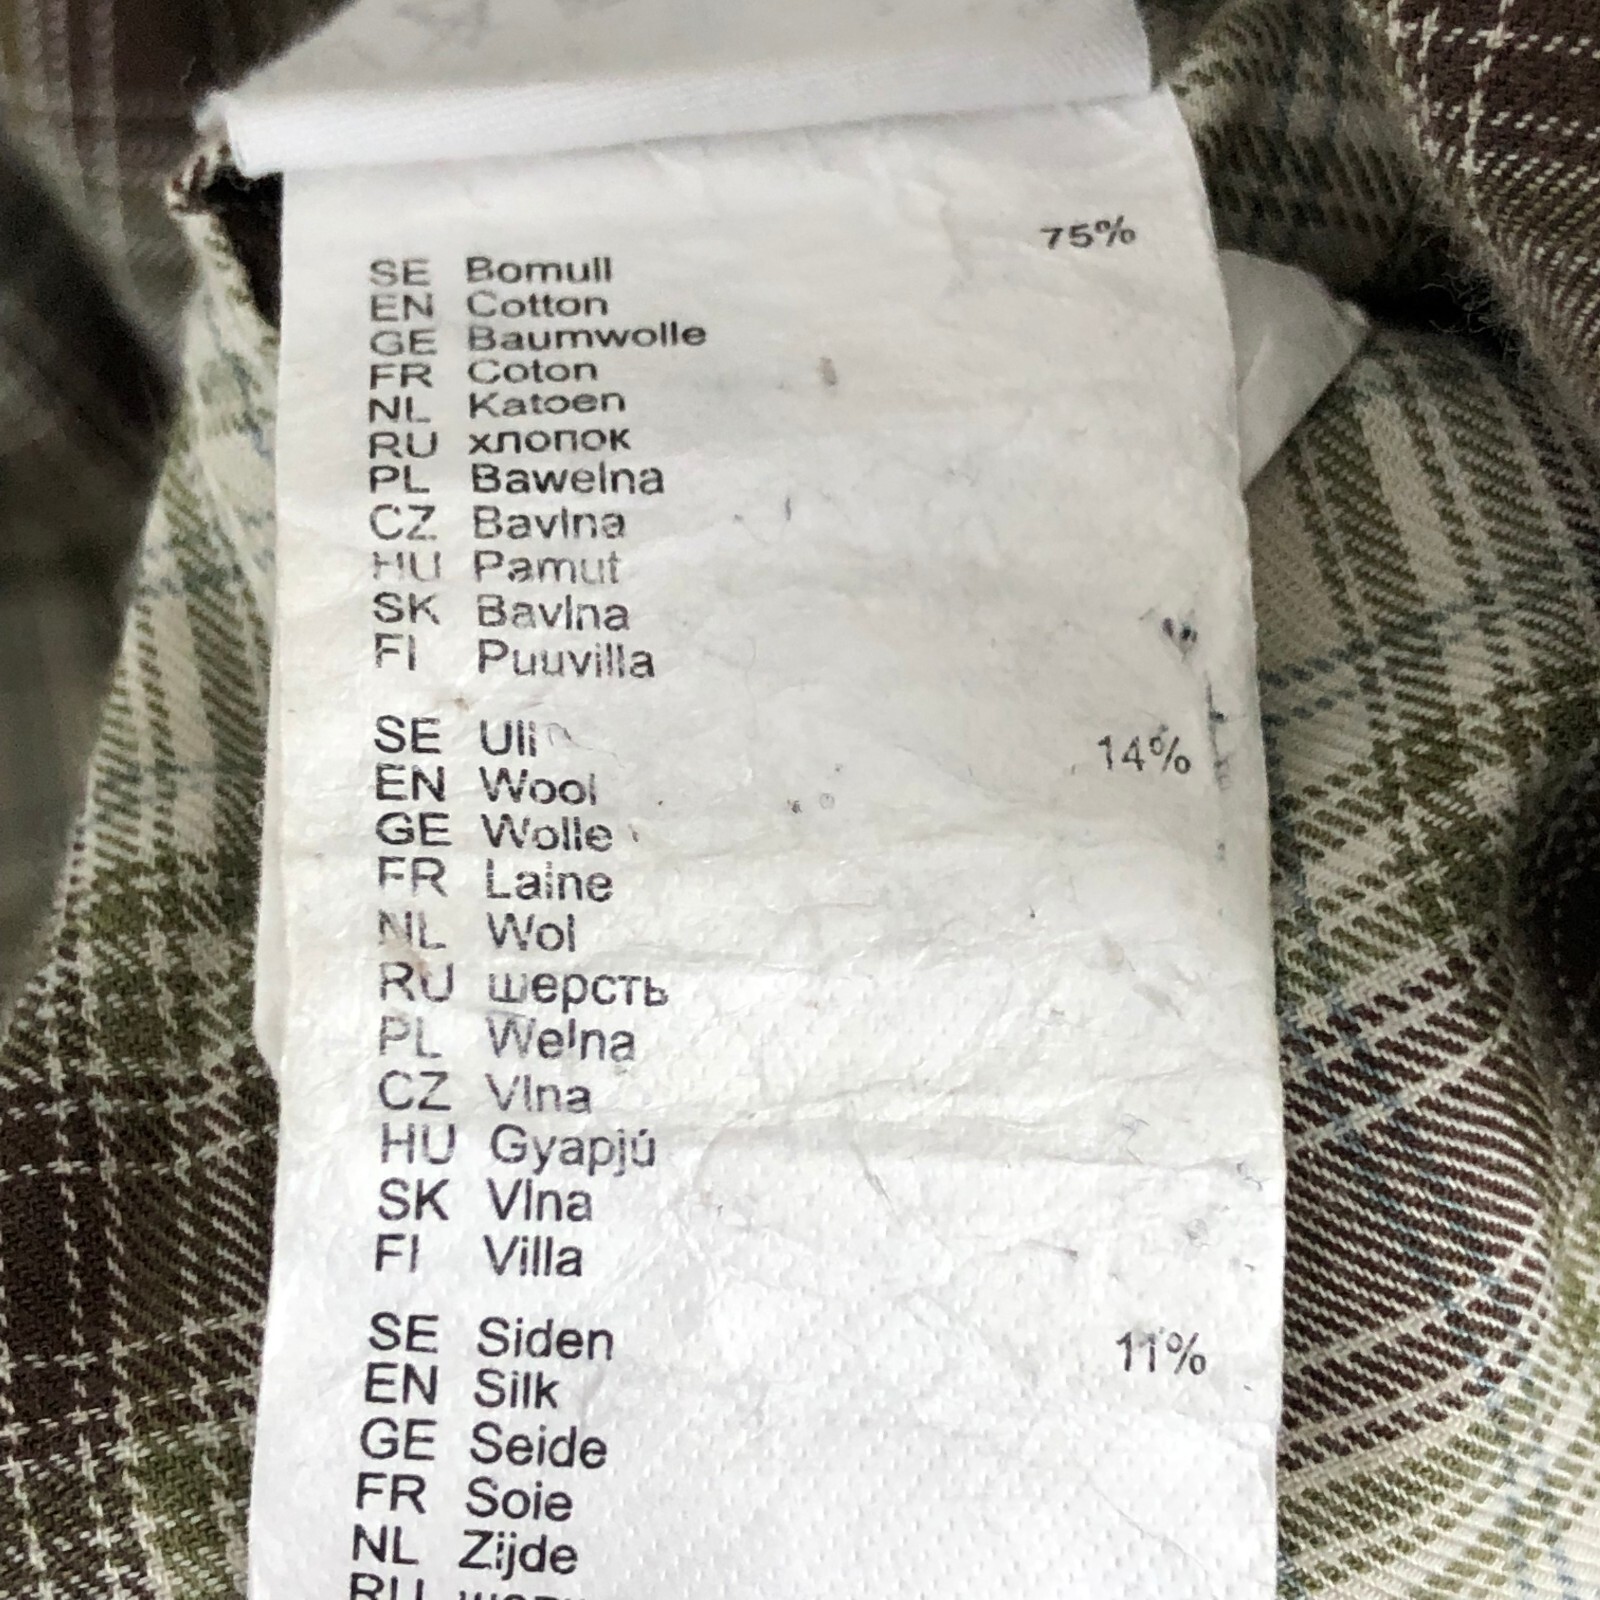 SE Bomull 75%
EN Cotton
GE Baumwolle
FR Coton
NL Katoen
RU хлопок
PL Bawelna
CZ Bavlna
HU Pamut
SK Bavlna
FI Puuvilla
SE Ull 14%
EN Wool
GE Wolle
FR Laine
NL Wol
RU шерсть
PL Welna
CZ Vlna
HU Gyapjú
SK Vlna
FI Villa
SE Siden 11%
EN Silk
GE Seide
FR Soie
NL Zijde
RU